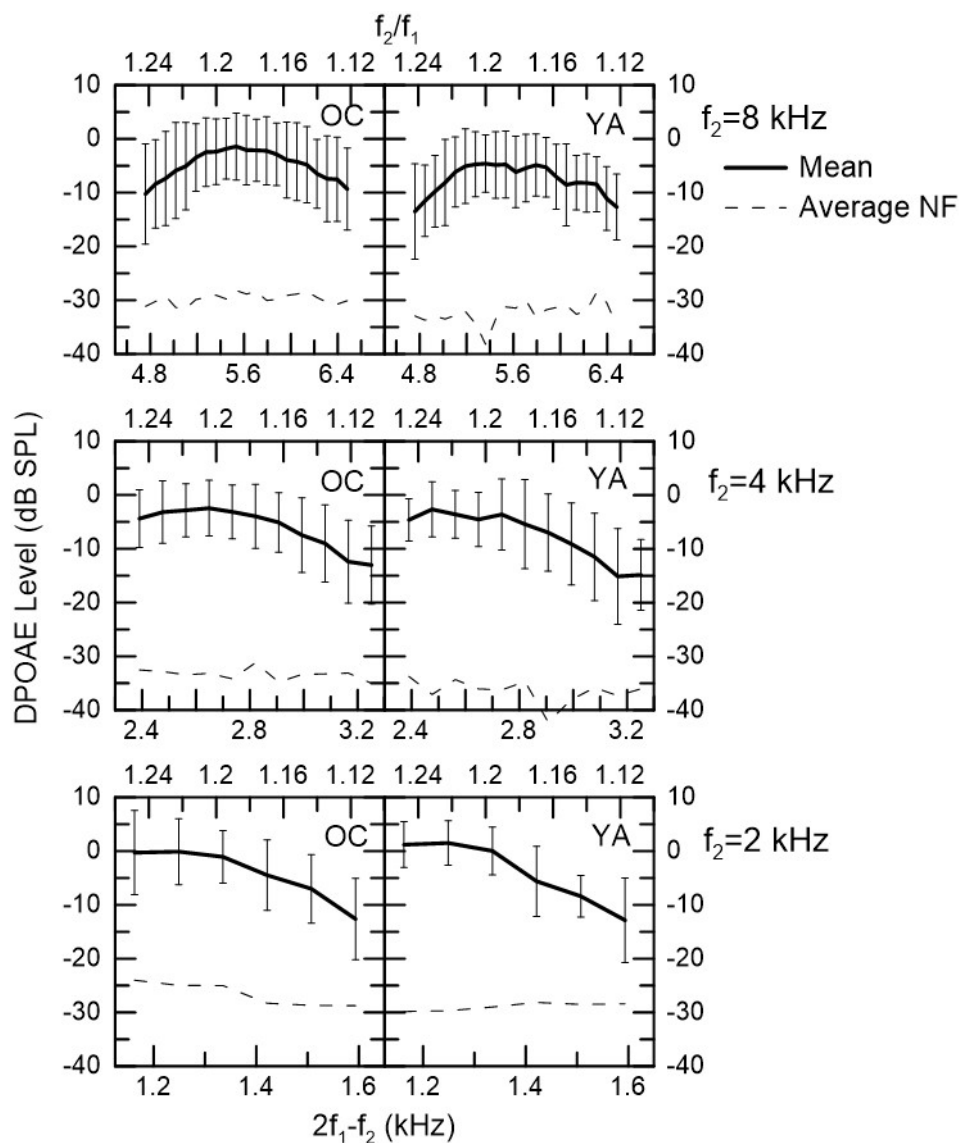 f2/f1
1.24 1.2 1.16 1.12 1.24 1.2 1.16 1.12
10 OC YA 10 f2=8 kHz
0 0 Mean
-10 -10 Average NF
-20 -20
-30 -30
-40 -40
4.8 5.6 6.4 4.8 5.6 6.4
DPOAE Level (dB SPL)
1.24 1.2 1.16 1.12 1.24 1.2 1.16 1.12
10 OC YA 10 f2=4 kHz
0 0
-10 -10
-20 -20
-30 -30
-40 -40
2.4 2.8 3.2 2.4 2.8 3.2
1.24 1.2 1.16 1.12 1.24 1.2 1.16 1.12
10 OC YA 10 f2=2 kHz
0 0
-10 -10
-20 -20
-30 -30
-40 -40
1.2 1.4 1.6 1.2 1.4 1.6
2f1-f2 (kHz)